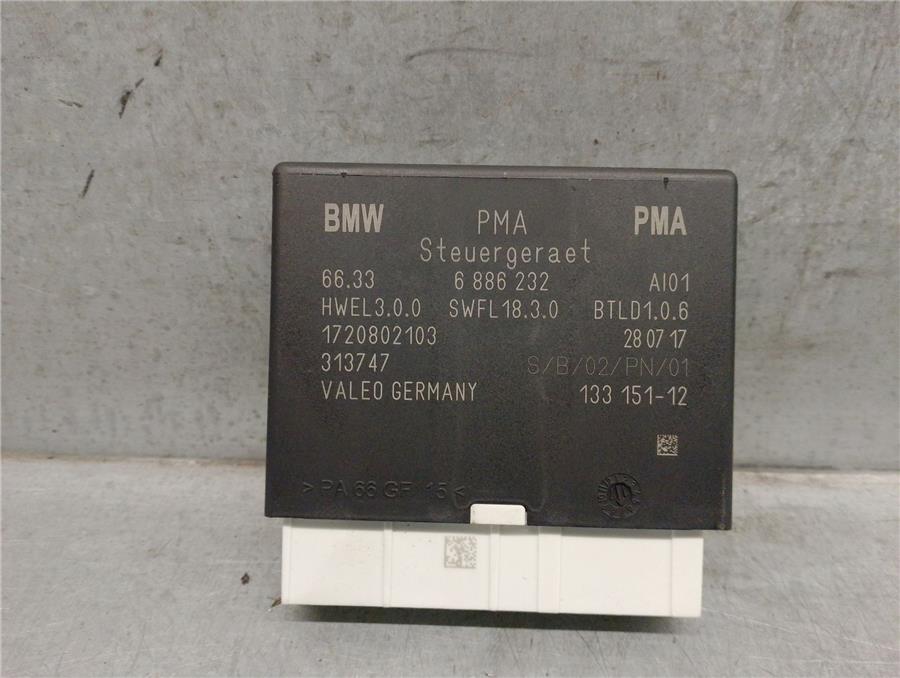 BMW PMA PMA
Steuergeraet
66.33 6 886 232 AI01
HWEL3.0.0 SWFL18.3.0 BTLD1.0.6
1720802103 28 07 17
313747 S/B/02/PN/01
VALEO GERMANY 133 151-12
>PA 66 GF 15<